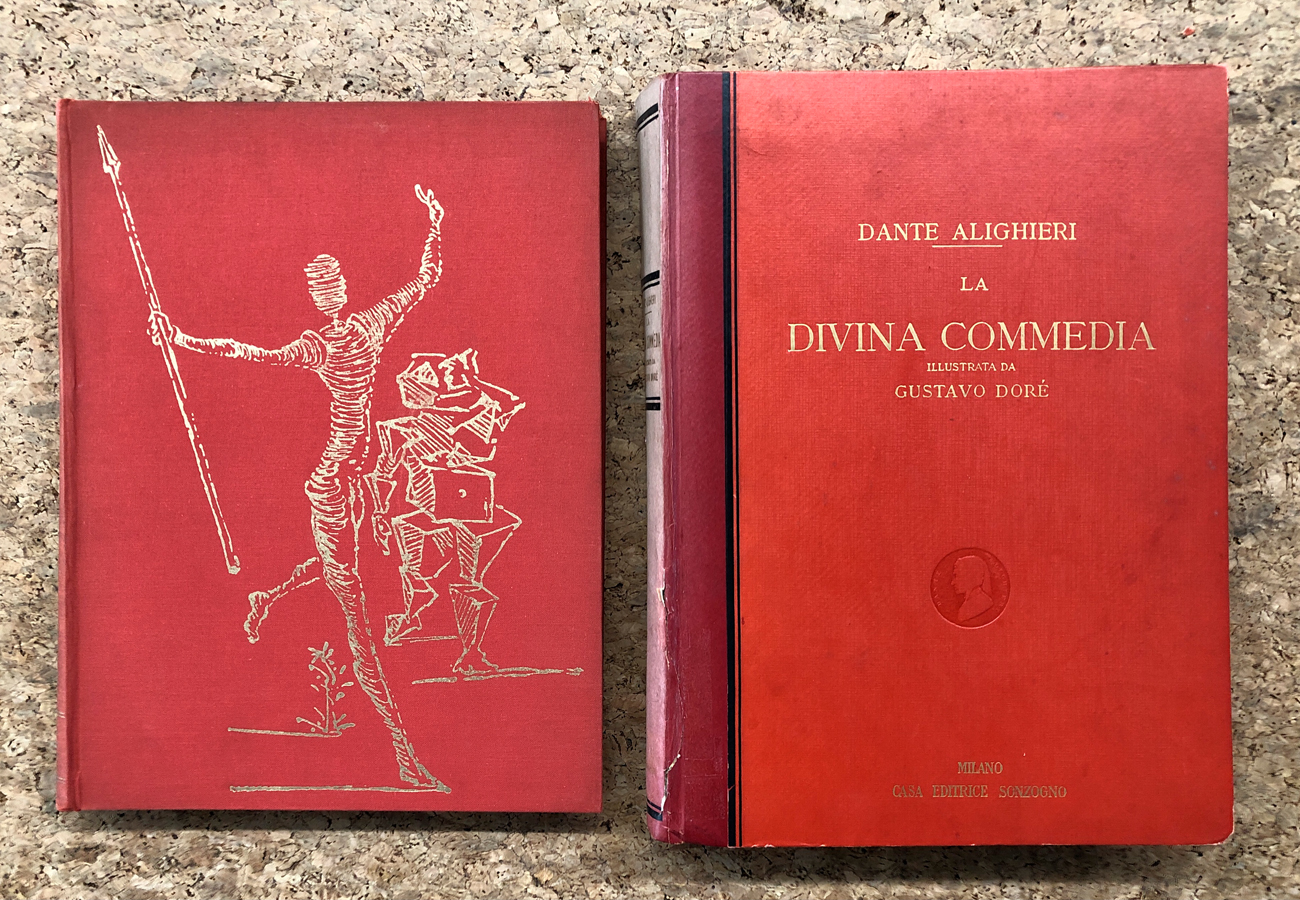 DANTE ALIGHIERI
LA
DIVINA COMMEDIA
ILLUSTRATA DA
GUSTAVO DORÉ
MILANO
CASA EDITRICE SONZOGNO